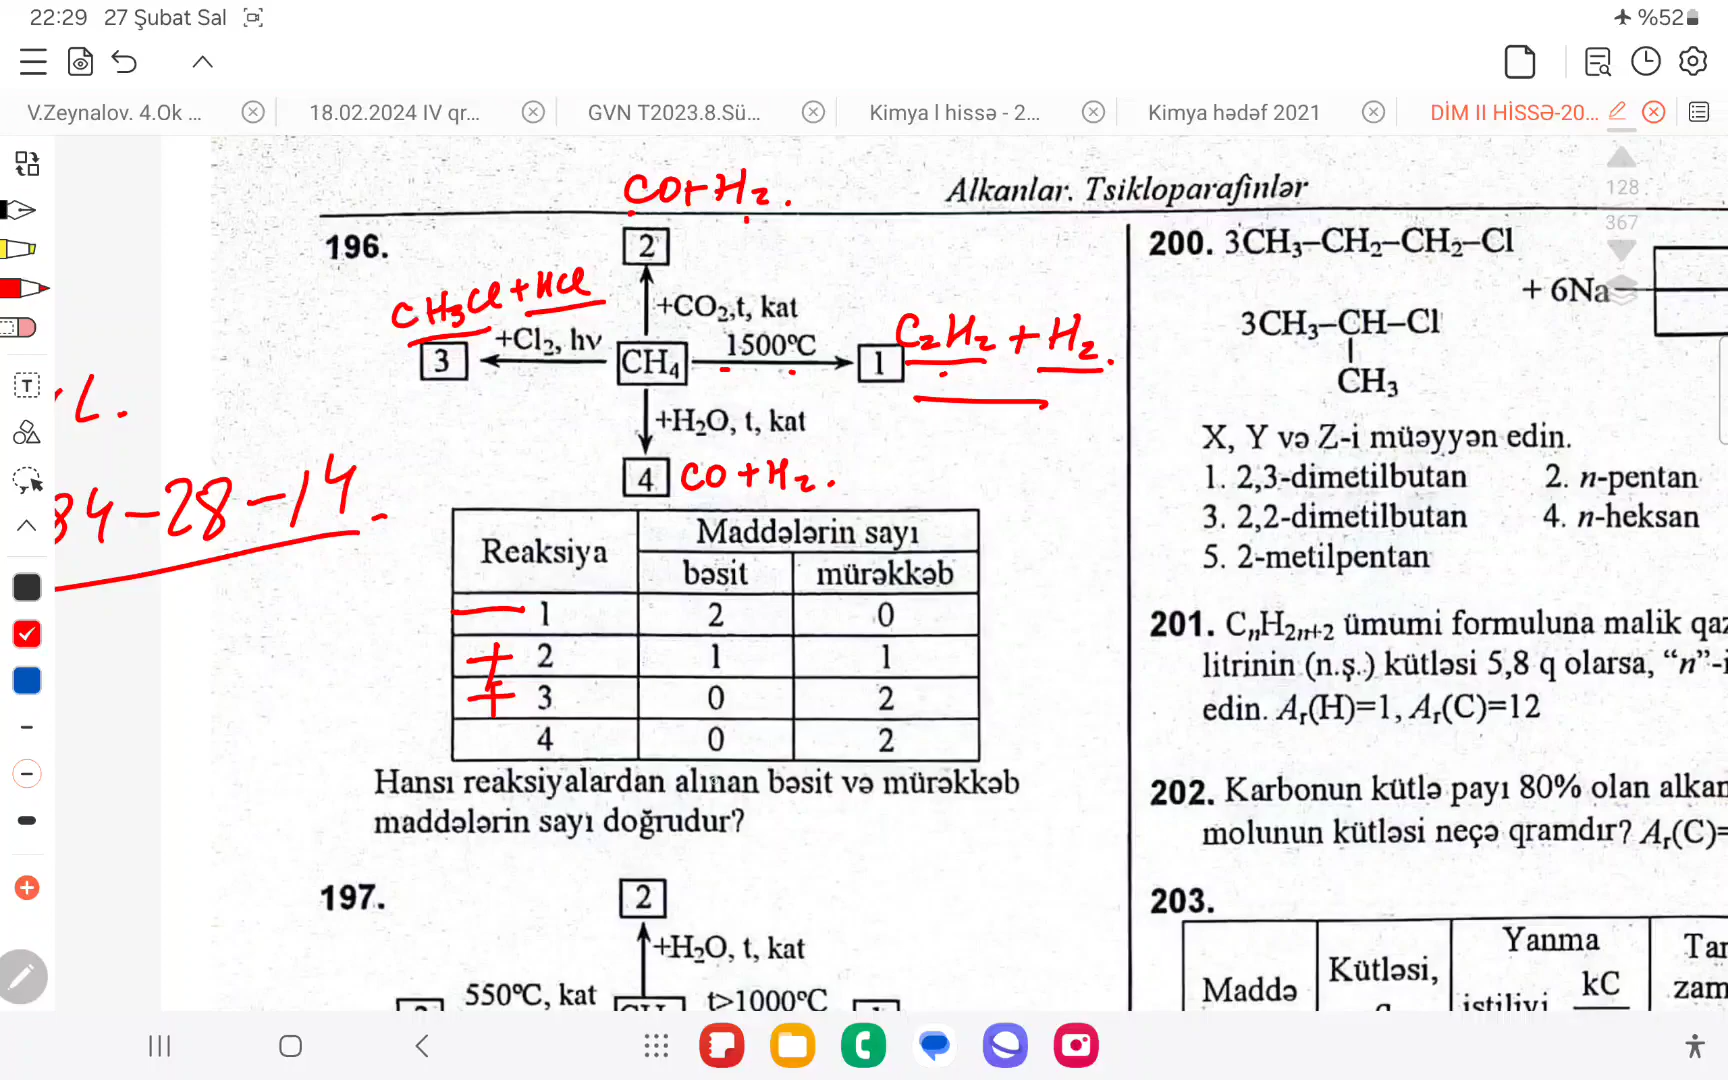 22:29 27 Şubat Sal
%52
V.Zeynalov. 4.Ok ...
18.02.2024 IV qr...
GVN T2023.8.Sü...
Kimya l hissə - 2...
Kimya hədəf 2021
DİM II HİSSƏ-20...
128
367
Alkanlar. Tsikloparafinlər
CO+H₂.
196.
2
CH₃Cl+HCl
+CO₂,t, kat
+Cl₂, hν
1500ºC
C₂H₂ + H₂.
3
CH₄
1
+H₂O, t, kat
4
CO+H₂.
84-28-14
Reaksiya
Maddələrin sayı
bəsit mürəkkəb
1 2 0
2 1 1
3 0 2
4 0 2
Hansı reaksiyalardan alınan bəsit və mürəkkəb
maddələrin sayı doğrudur?
197.
2
+H₂O, t, kat
550ºC, kat
t>1000ºC
200. 3CH₃–CH₂–CH₂–Cl
+ 6Na
3CH₃–CH–Cl
CH₃
X, Y və Z-i müəyyən edin.
1. 2,3-dimetilbutan 2. n-pentan
3. 2,2-dimetilbutan 4. n-heksan
5. 2-metilpentan
201. CₙH₂ₙ₊₂ ümumi formuluna malik qaz
litrinin (n.ş.) kütləsi 5,8 q olarsa, “n”-i
edin. Aᵣ(H)=1, Aᵣ(C)=12
202. Karbonun kütlə payı 80% olan alkan
molunun kütləsi neçə qramdır? Aᵣ(C)=
203.
Maddə
Kütləsi,
Yanma
istiliyi
kC
Tar
zam